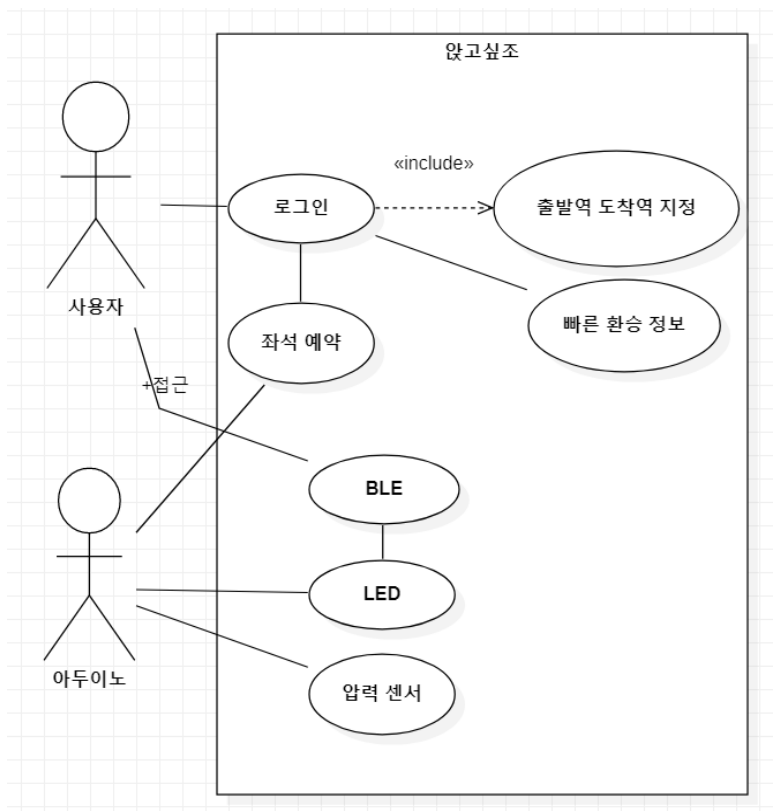 앉고싶조
«include»
로그인
출발역 도착역 지정
사용자
빠른 환승 정보
좌석 예약
+접근
BLE
LED
아두이노
압력 센서